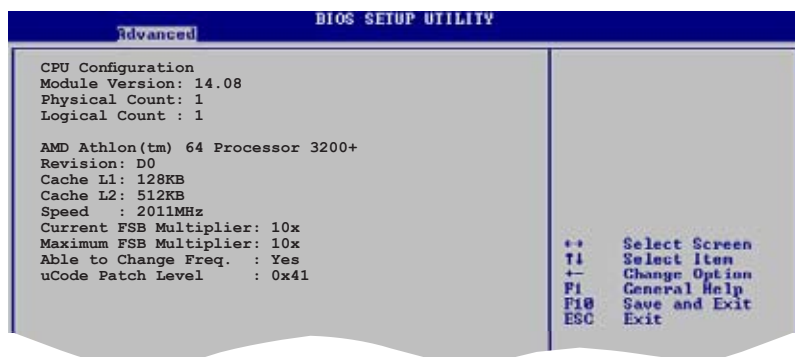 BIOS SETUP UTILITY
Advanced
CPU Configuration
Module Version: 14.08
Physical Count: 1
Logical Count : 1
AMD Athlon(tm) 64 Processor 3200+
Revision: D0
Cache L1: 128KB
Cache L2: 512KB
Speed   : 2011MHz
Current FSB Multiplier: 10x
Maximum FSB Multiplier: 10x
Able to Change Freq.  : Yes
uCode Patch Level     : 0x41
←→ Select Screen
↑↓ Select Item
+- Change Option
F1 General Help
F10 Save and Exit
ESC Exit